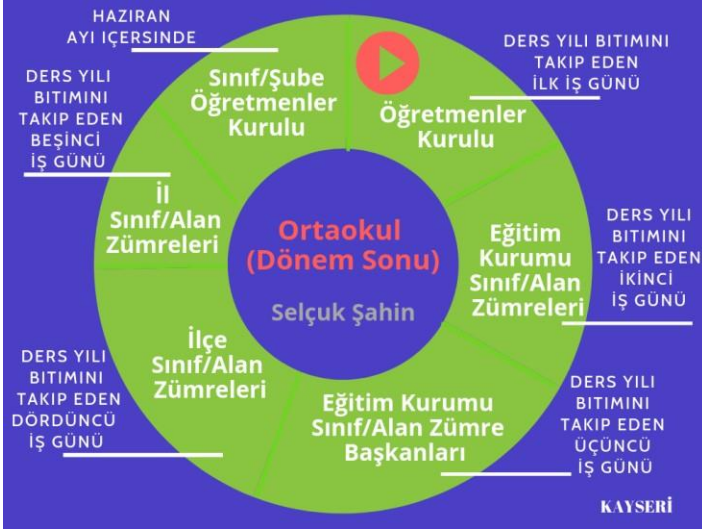 HAZIRAN
AYI IÇERSINDE
Sınıf/Şube
Öğretmenler
Kurulu
DERS YILI BITIMINI
TAKIP EDEN
İLK İŞ GÜNÜ
Öğretmenler
Kurulu
DERS YILI
BITIMINI
TAKIP EDEN
BEŞİNCİ
İŞ GÜNÜ
İl
Sınıf/Alan
Zümreleri
Ortaokul
(Dönem Sonu)
Selçuk Şahin
Eğitim
Kurumu
Sınıf/Alan
Zümreleri
DERS YILI
BITIMINI
TAKIP EDEN
İKİNCİ
İŞ GÜNÜ
DERS YILI
BITIMINI
TAKIP EDEN
DÖRDÜNCÜ
İŞ GÜNÜ
İlçe
Sınıf/Alan
Zümreleri
Eğitim Kurumu
Sınıf/Alan Zümre
Başkanları
DERS YILI
BITIMINI
TAKIP EDEN
ÜÇÜNCÜ
İŞ GÜNÜ
KAYSERİ